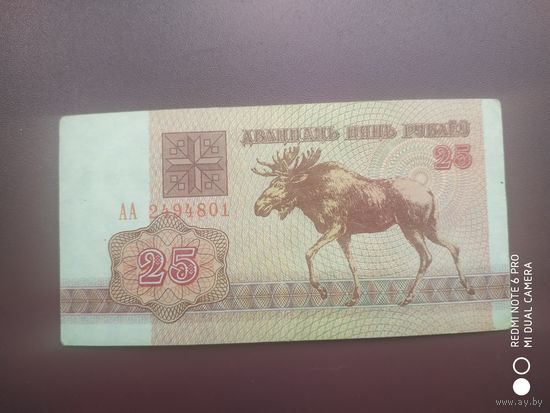 ДВАЦЦАЦЬ ПЯЦЬ РУБЛЁЎ
25
АА 2494801
25
REDMI NOTE 6 PRO
MI DUAL CAMERA
www.ay.by